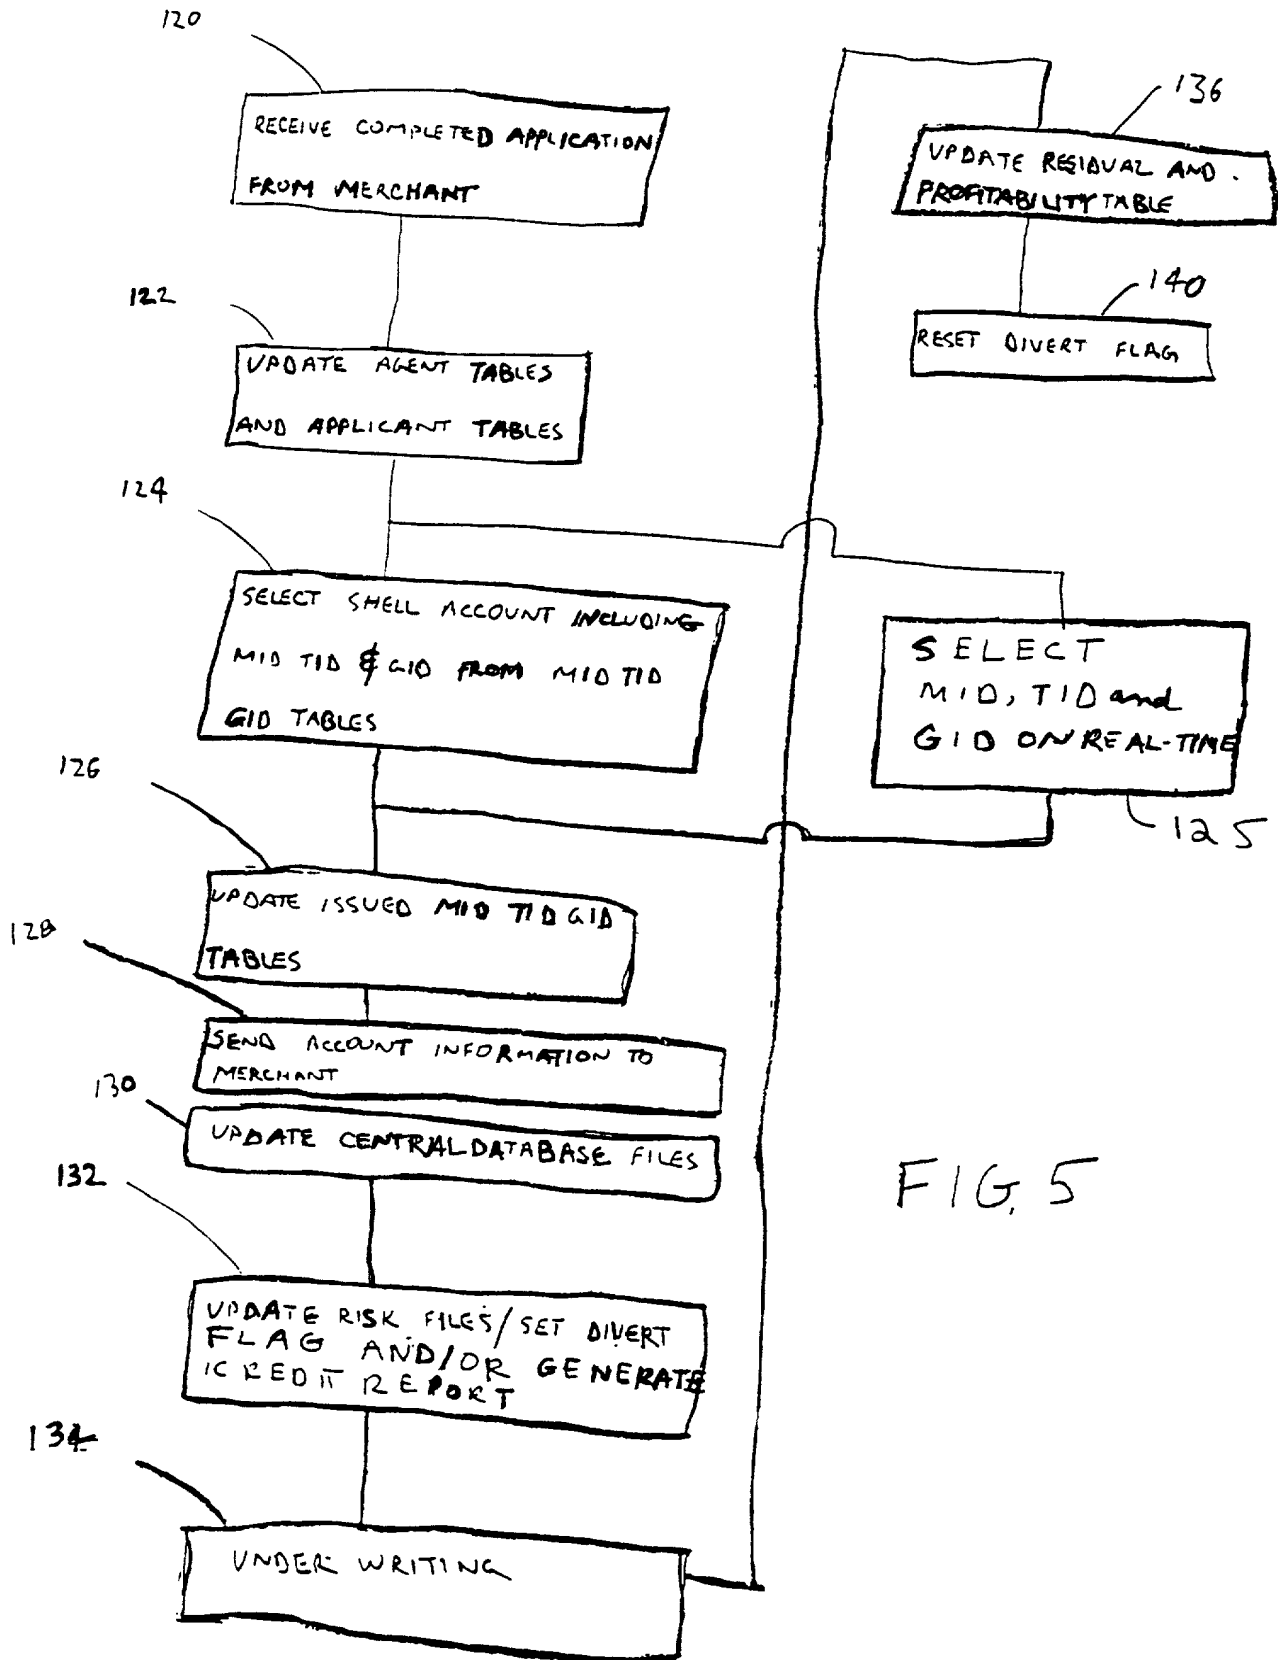 120
RECEIVE COMPLETED APPLICATION
FROM MERCHANT
122
UPDATE AGENT TABLES
AND APPLICANT TABLES
124
SELECT SHELL ACCOUNT INCLUDING
MID TID & GID FROM MID TID
GID TABLES
126
UPDATE ISSUED MID TID GID
TABLES
128
SEND ACCOUNT INFORMATION TO
MERCHANT
130
UPDATE CENTRAL DATABASE FILES
132
UPDATE RISK FILES/SET DIVERT
FLAG AND/OR GENERATE
CREDIT REPORT
134
UNDER WRITING
136
UPDATE RESIDUAL AND
PROFITABILITY TABLE
140
RESET DIVERT FLAG
SELECT
MID, TID and
GID ON REAL-TIME
125
FIG. 5